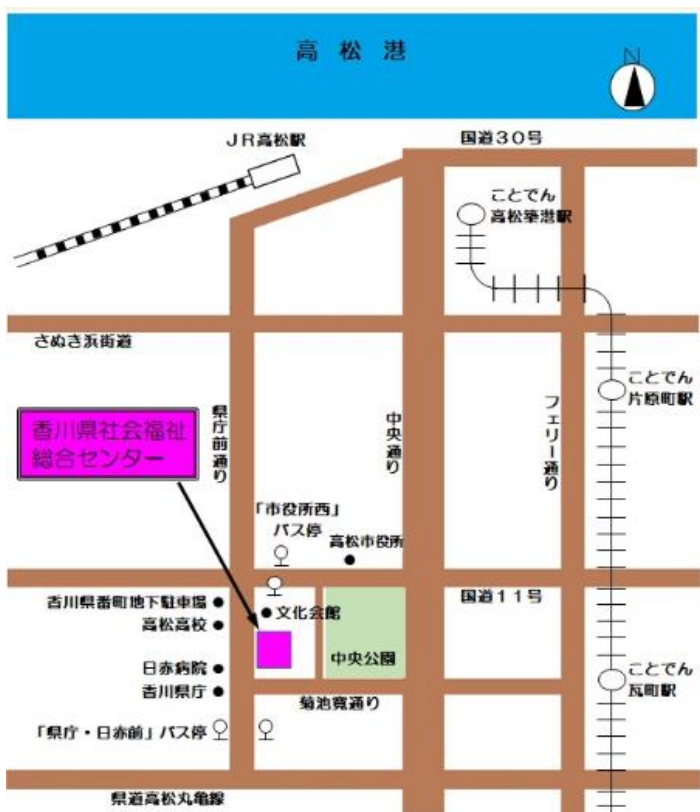 高松港
N
JR高松駅
国道30号
ことでん
高松築港駅
さぬき浜街道
ことでん
片原町駅
香川県社会福祉
総合センター
県庁前通り
中央通り
フェリー通り
「市役所西」
バス停
高松市役所
香川県番町地下駐車場
文化会館
国道11号
高松高校
中央公園
日赤病院
ことでん
瓦町駅
香川県庁
菊池寛通り
「県庁・日赤前」バス停
県道高松丸亀線